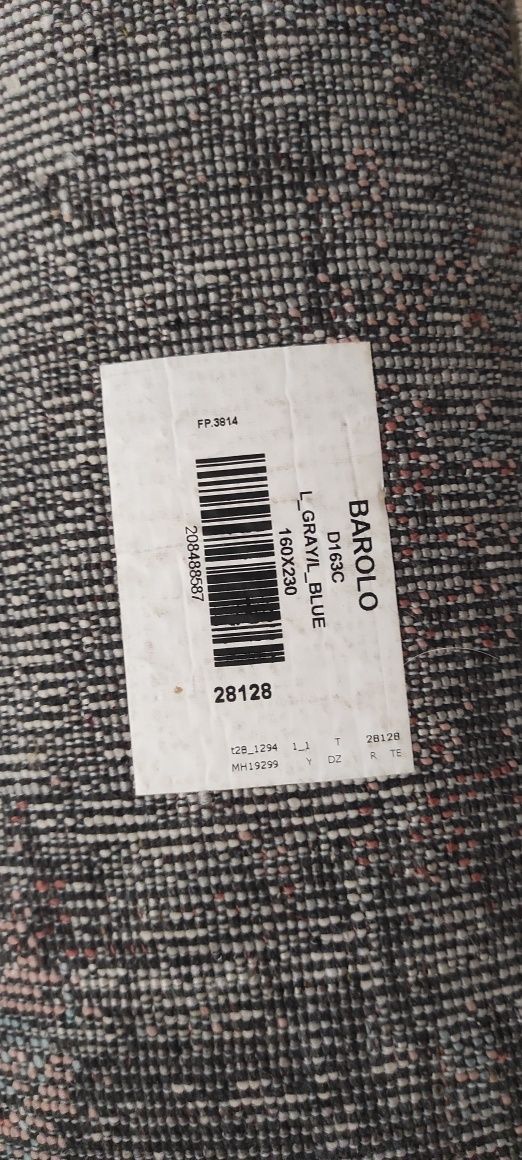 BAROLO
D163C
L_GRAY/L_BLUE
160X230
208488587
FP.3814
28128
t28_1294 1_1 T 28128
MH19299 Y DZ R TE